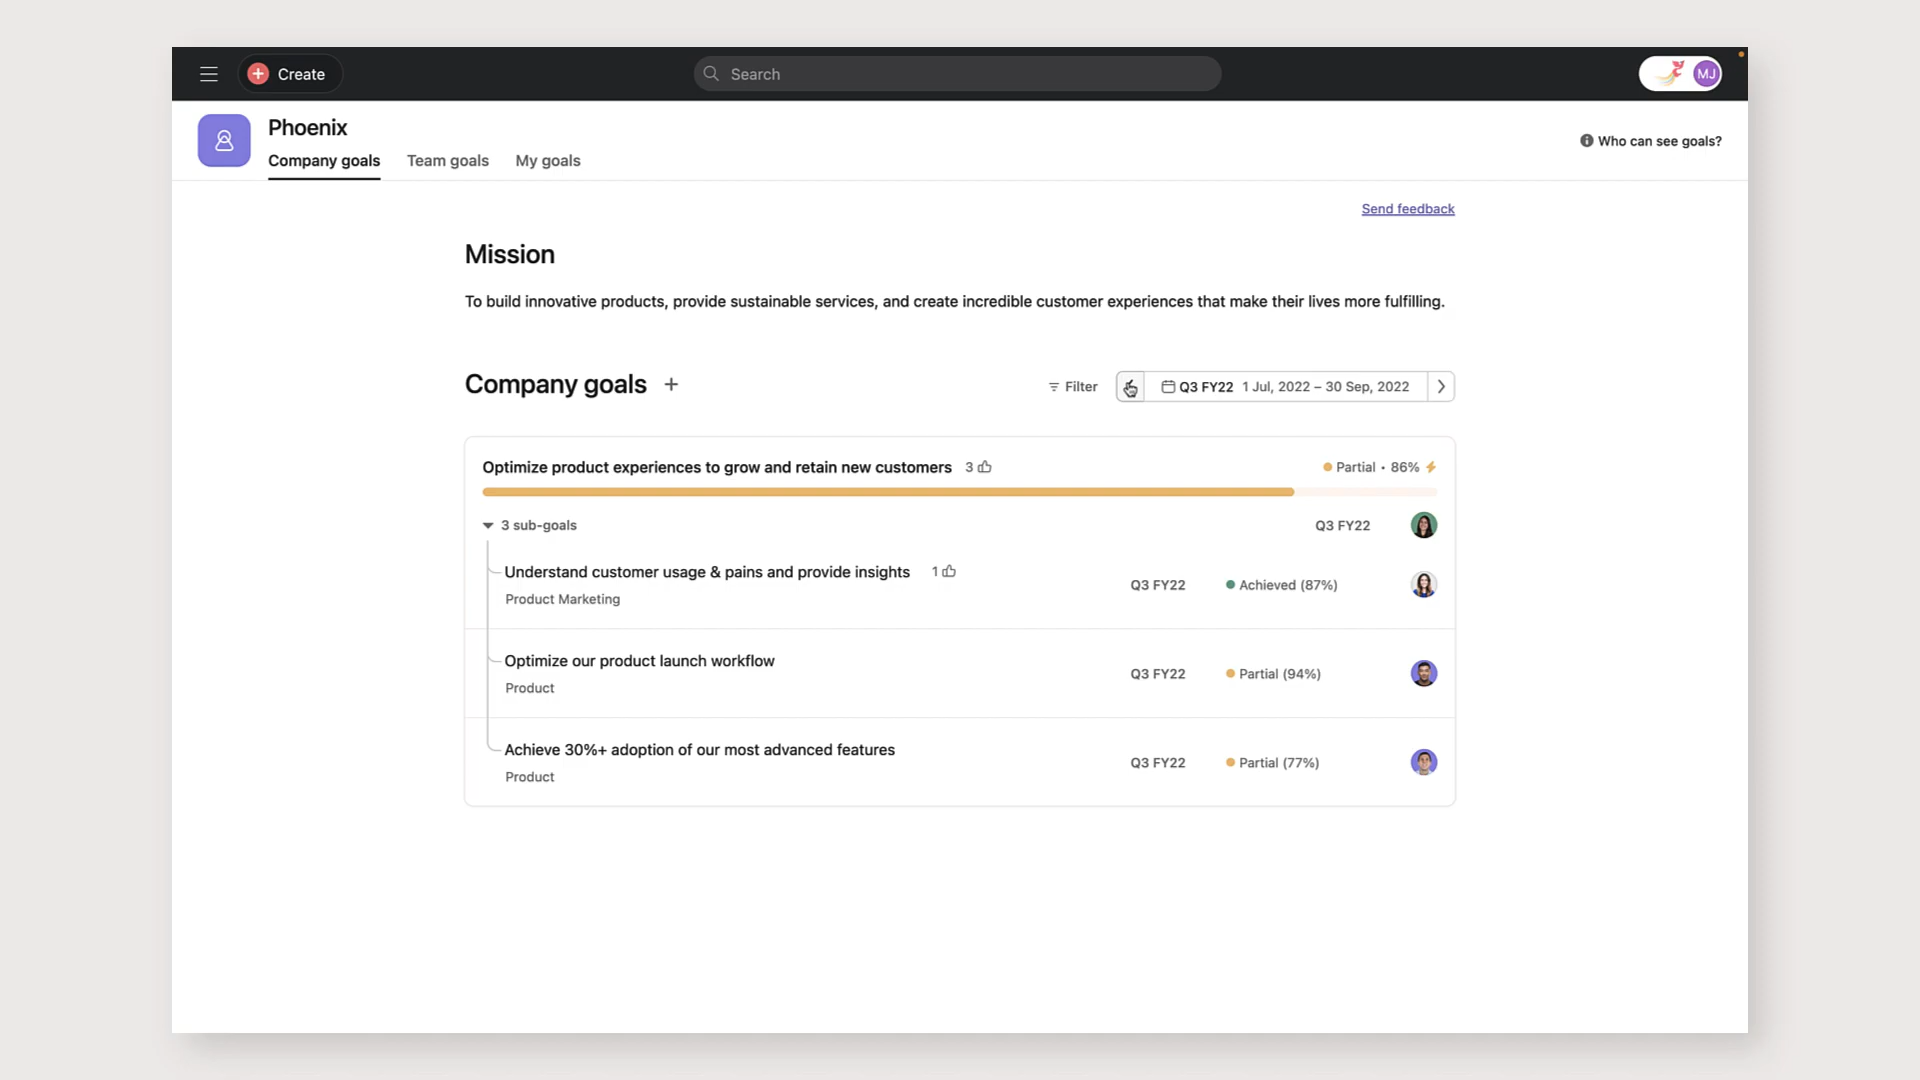 Create
Search
MJ
Phoenix
Company goals Team goals My goals
Who can see goals?
Send feedback
Mission
To build innovative products, provide sustainable services, and create incredible customer experiences that make their lives more fulfilling.
Company goals
Filter
Q3 FY22 1 Jul, 2022 – 30 Sep, 2022
Optimize product experiences to grow and retain new customers 3
Partial • 86%
3 sub-goals Q3 FY22
Understand customer usage & pains and provide insights 1
Product Marketing
Q3 FY22 Achieved (87%)
Optimize our product launch workflow
Product
Q3 FY22 Partial (94%)
Achieve 30%+ adoption of our most advanced features
Product
Q3 FY22 Partial (77%)